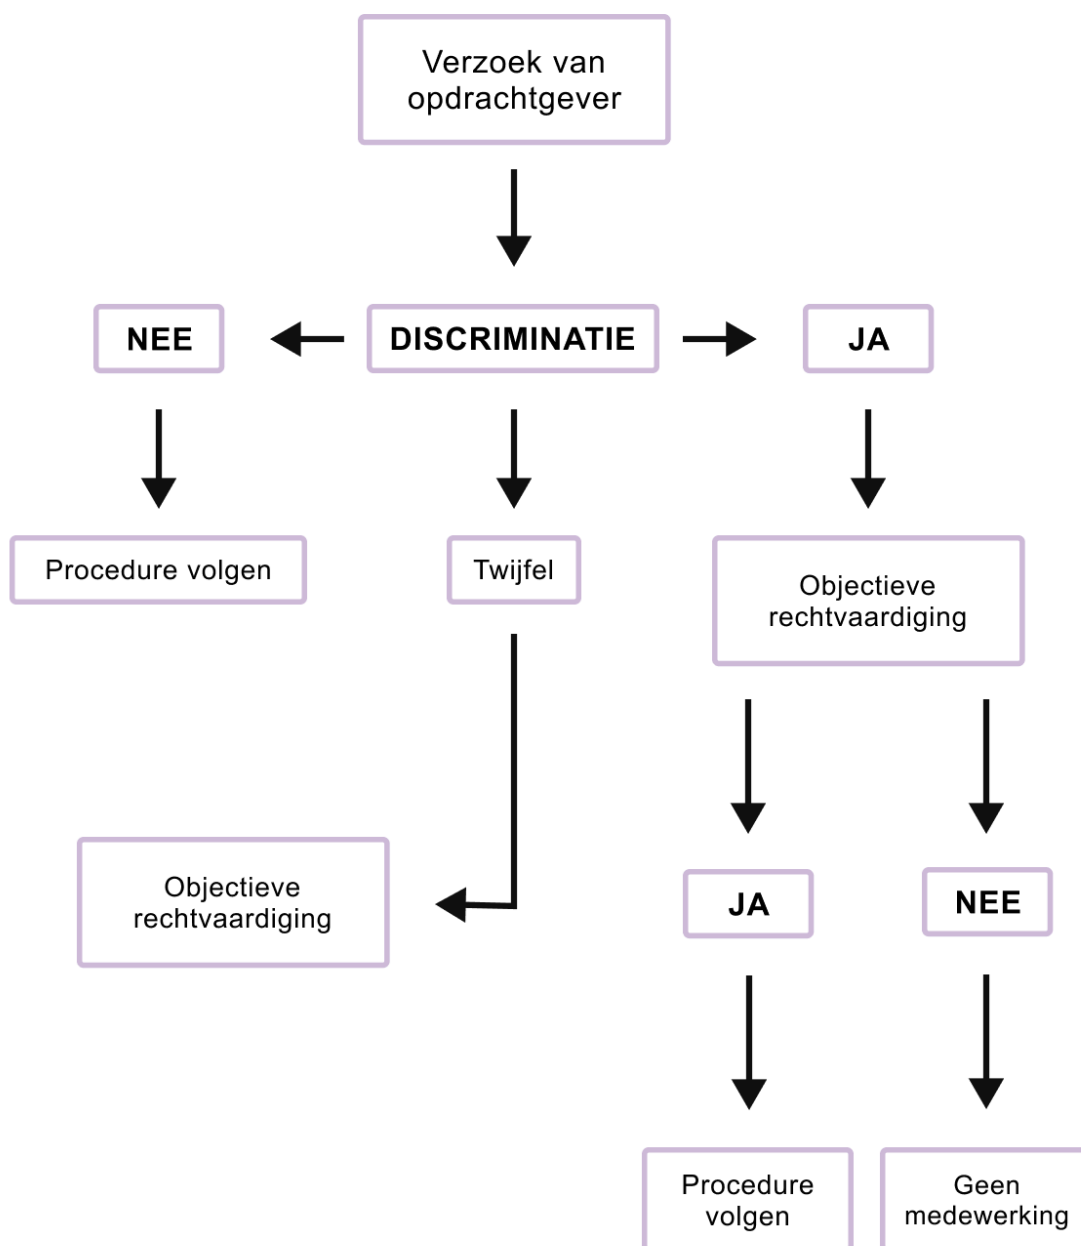 Verzoek van
opdrachtgever
NEE
DISCRIMINATIE
JA
Procedure volgen
Twijfel
Objectieve
rechtvaardiging
Objectieve
rechtvaardiging
JA
NEE
Procedure
volgen
Geen
medewerking